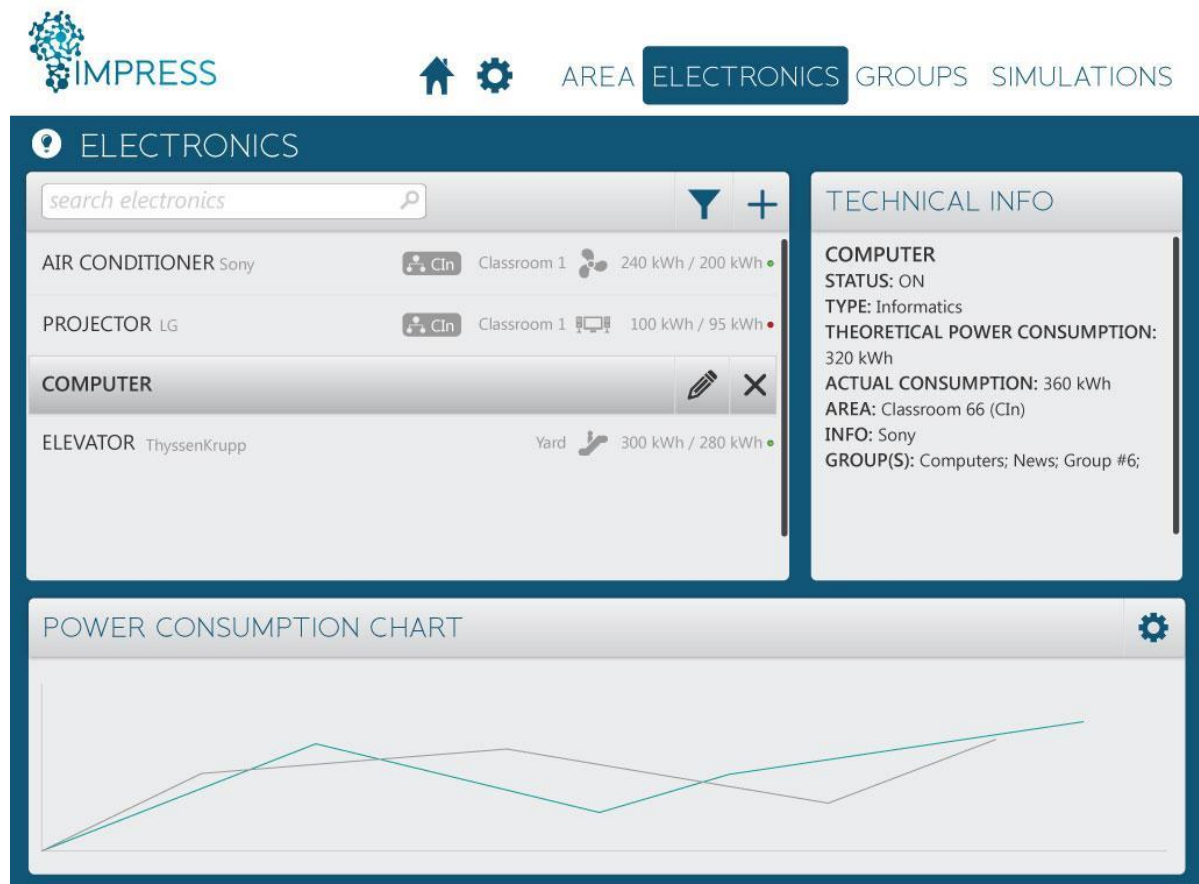 IMPRESS
AREA ELECTRONICS GROUPS SIMULATIONS
ELECTRONICS
search electronics
AIR CONDITIONER Sony CIn Classroom 1 240 kWh / 200 kWh
PROJECTOR LG CIn Classroom 1 100 kWh / 95 kWh
COMPUTER
ELEVATOR ThyssenKrupp Yard 300 kWh / 280 kWh
TECHNICAL INFO
COMPUTER
STATUS: ON
TYPE: Informatics
THEORETICAL POWER CONSUMPTION:
320 kWh
ACTUAL CONSUMPTION: 360 kWh
AREA: Classroom 66 (CIn)
INFO: Sony
GROUP(S): Computers; News; Group #6;
POWER CONSUMPTION CHART